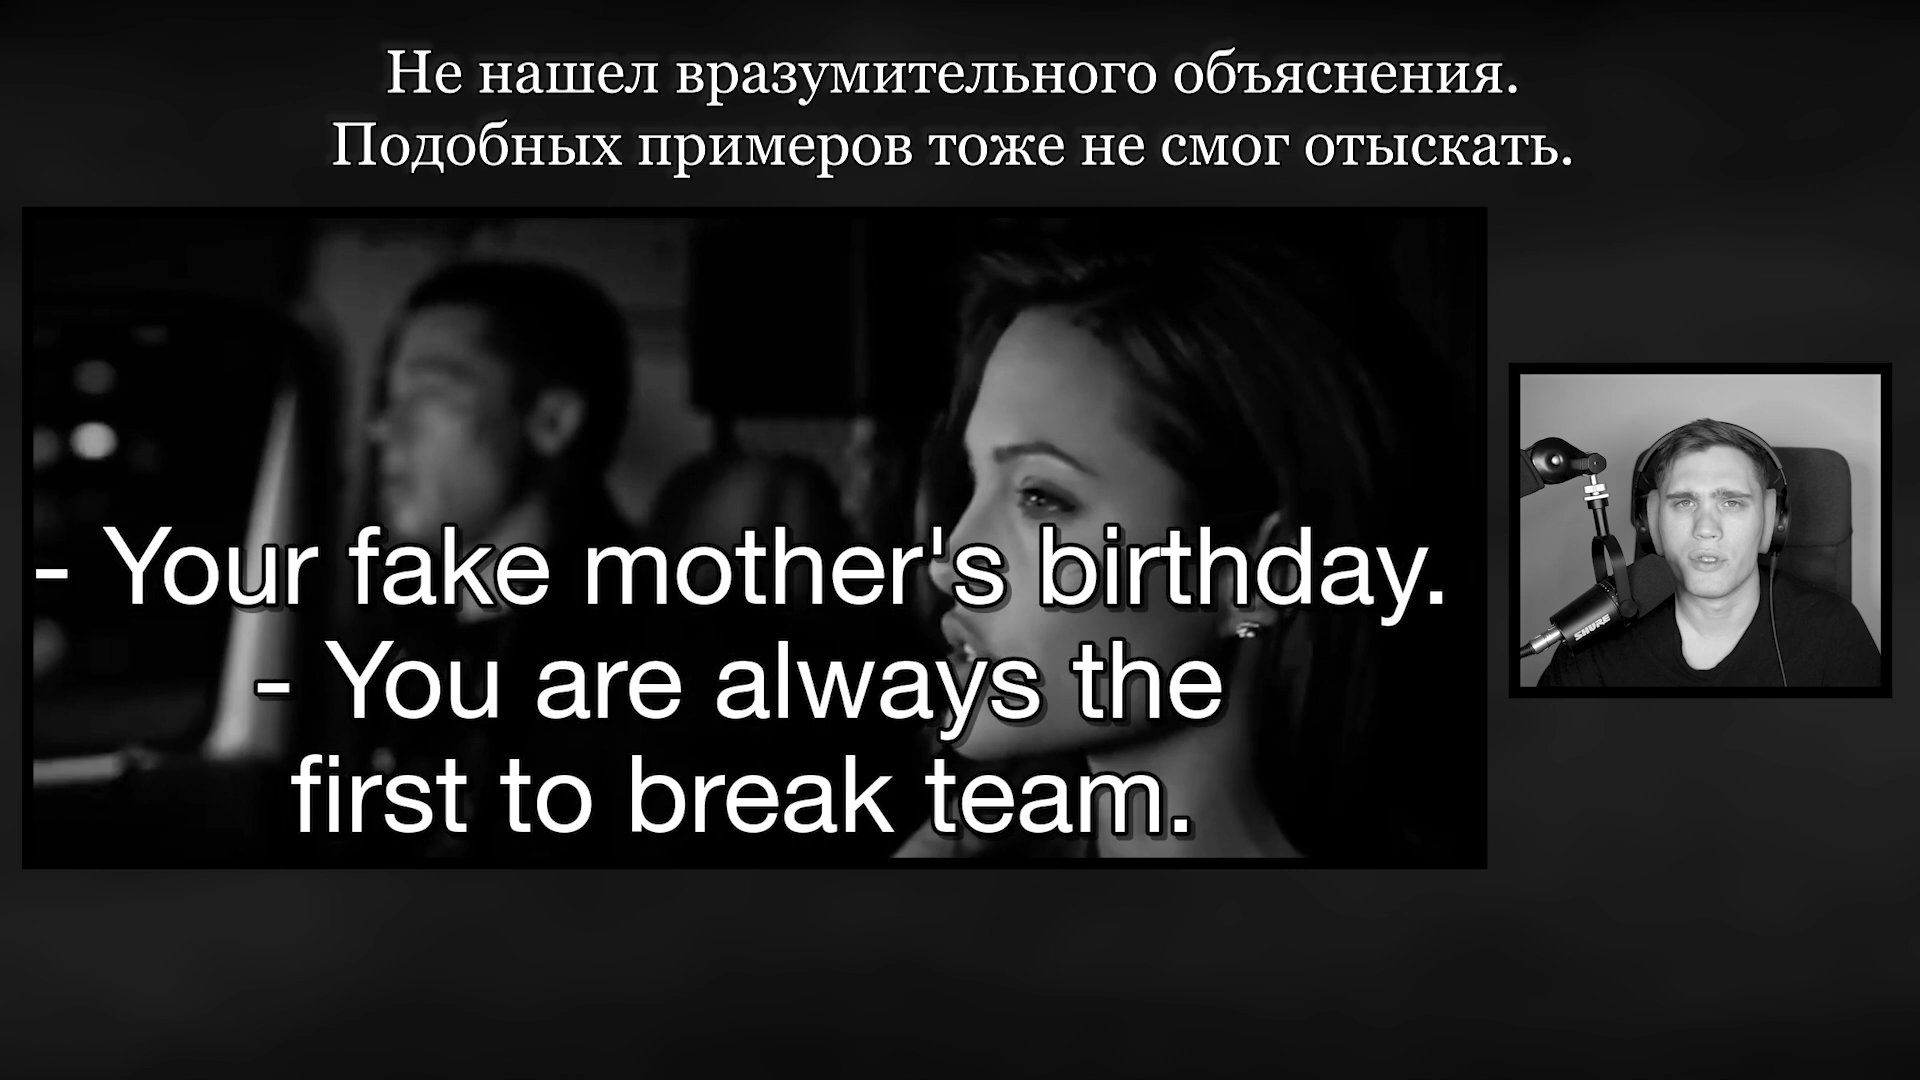 Не нашел вразумительного объяснения.
Подобных примеров тоже не смог отыскать.
- Your fake mother's birthday.
- You are always the
first to break team.
SHURE